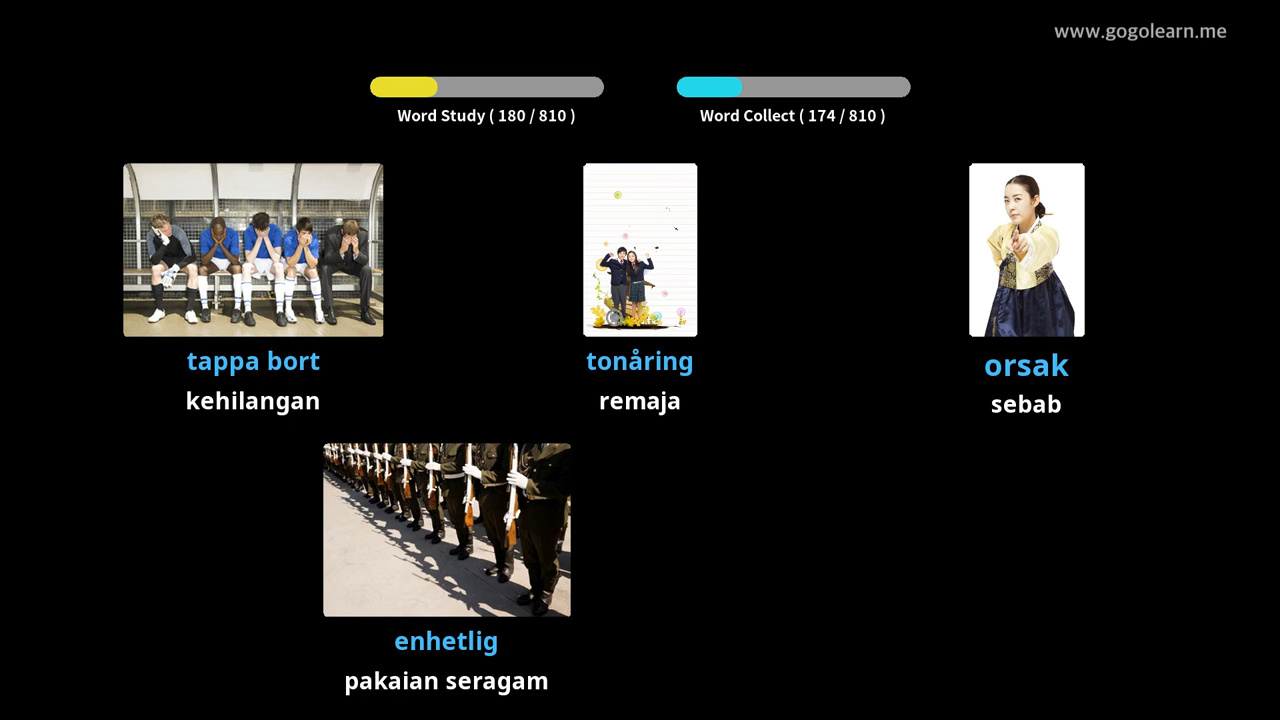 www.gogolearn.me
Word Study ( 180 / 810 )
Word Collect ( 174 / 810 )
tappa bort
kehilangan
tonåring
remaja
orsak
sebab
enhetlig
pakaian seragam